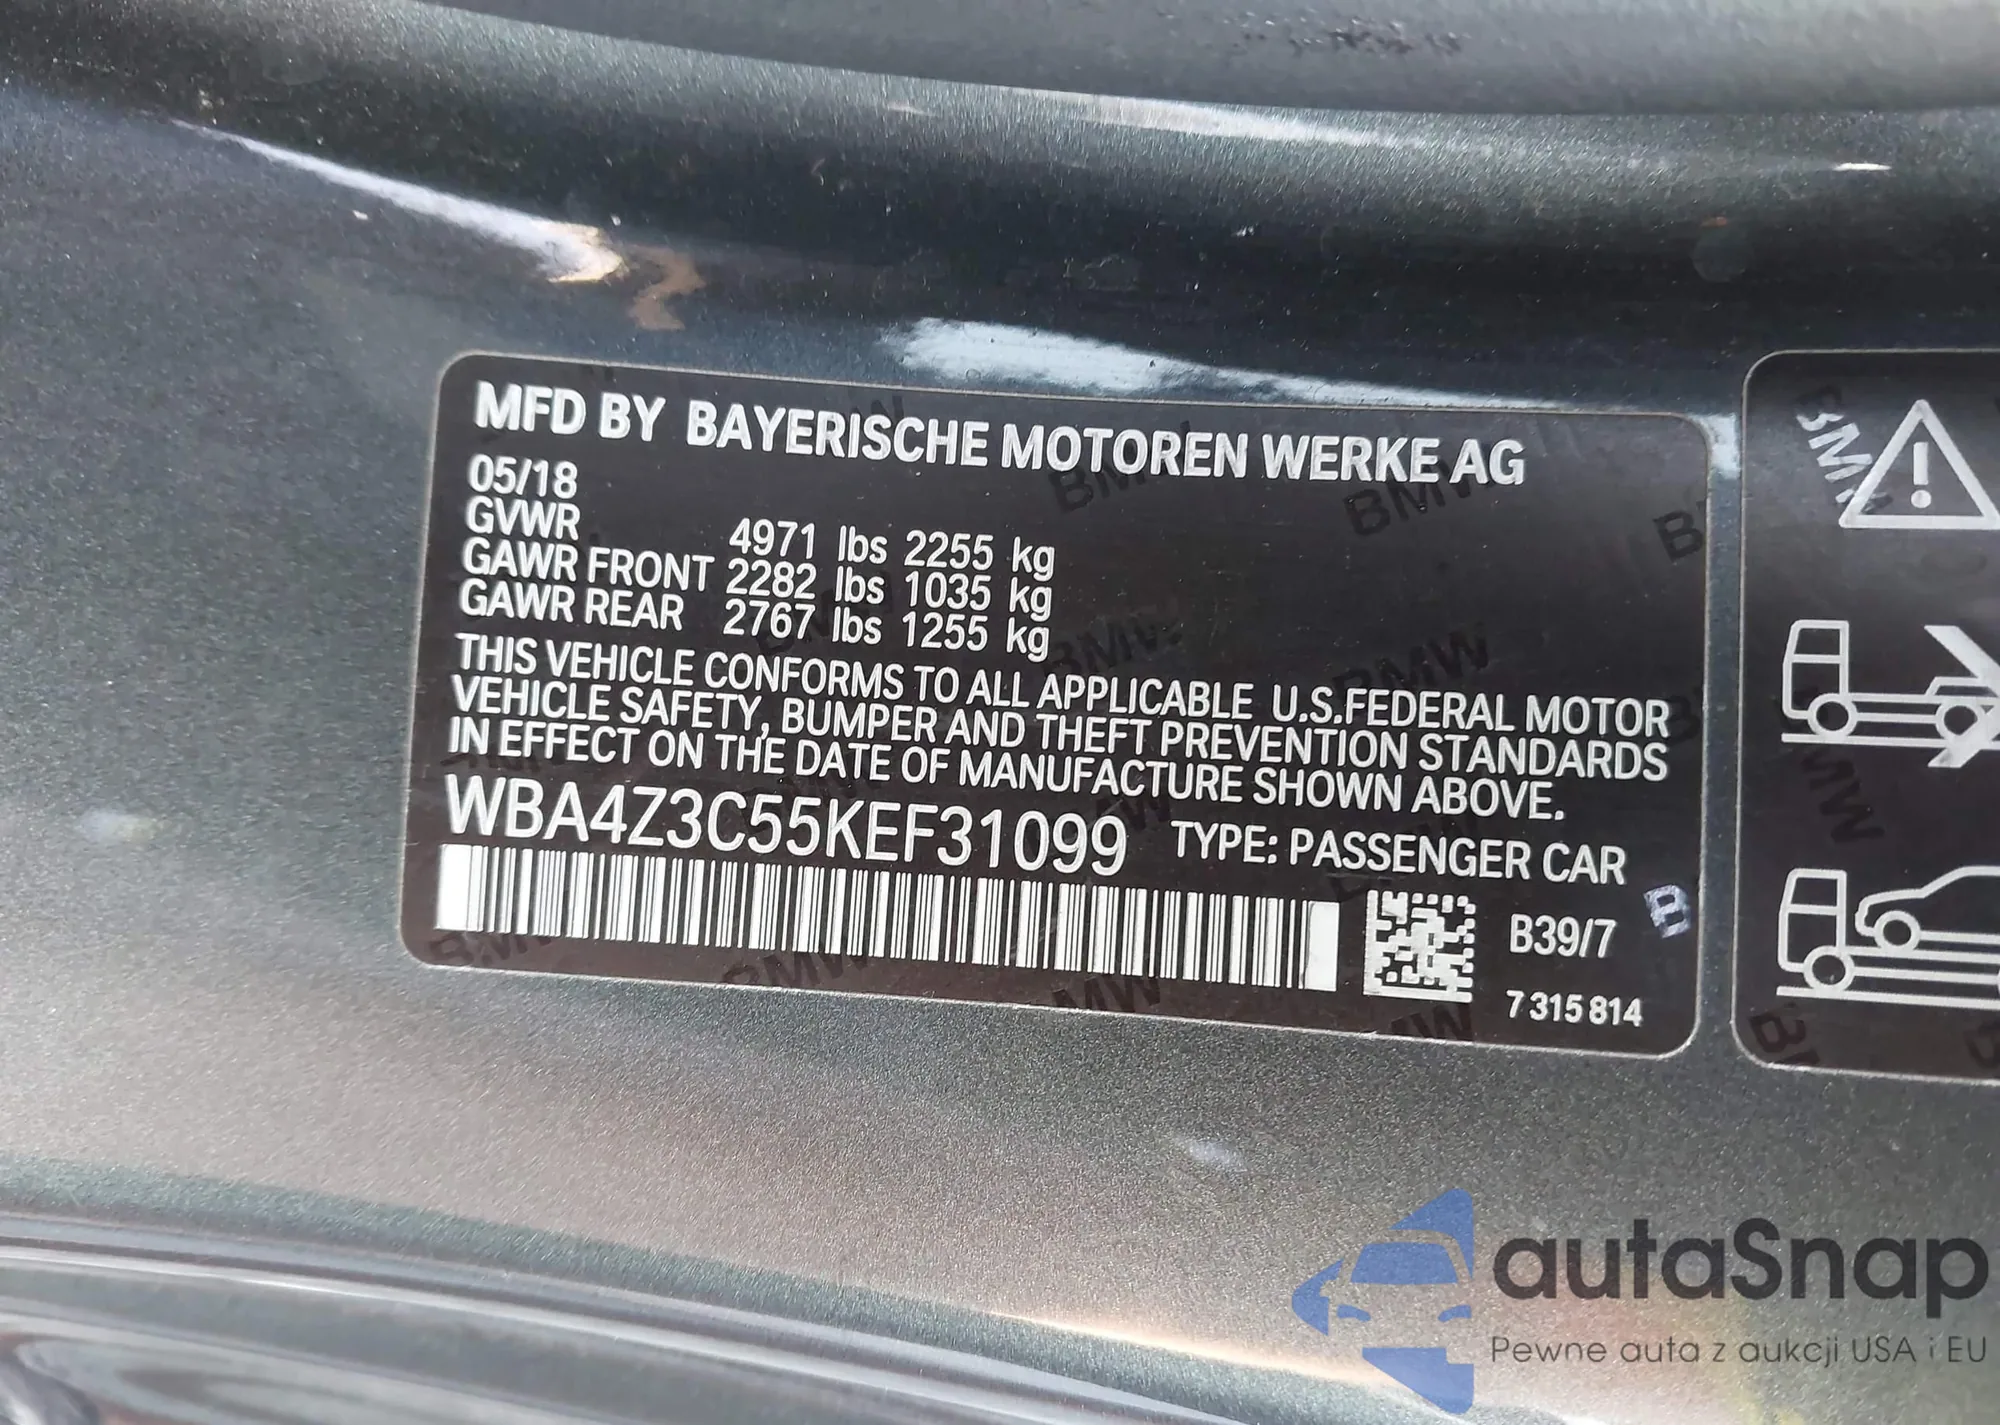 MFD BY BAYERISCHE MOTOREN WERKE AG
05/18
GVWR 4971 lbs 2255 kg
GAWR FRONT 2282 lbs 1035 kg
GAWR REAR 2767 lbs 1255 kg
THIS VEHICLE CONFORMS TO ALL APPLICABLE U.S.FEDERAL MOTOR
VEHICLE SAFETY, BUMPER AND THEFT PREVENTION STANDARDS
IN EFFECT ON THE DATE OF MANUFACTURE SHOWN ABOVE.
WBA4Z3C55KEF31099 TYPE: PASSENGER CAR
B39/7
7 315 814
BMW
autaSnap
Pewne auta z aukcji USA i EU